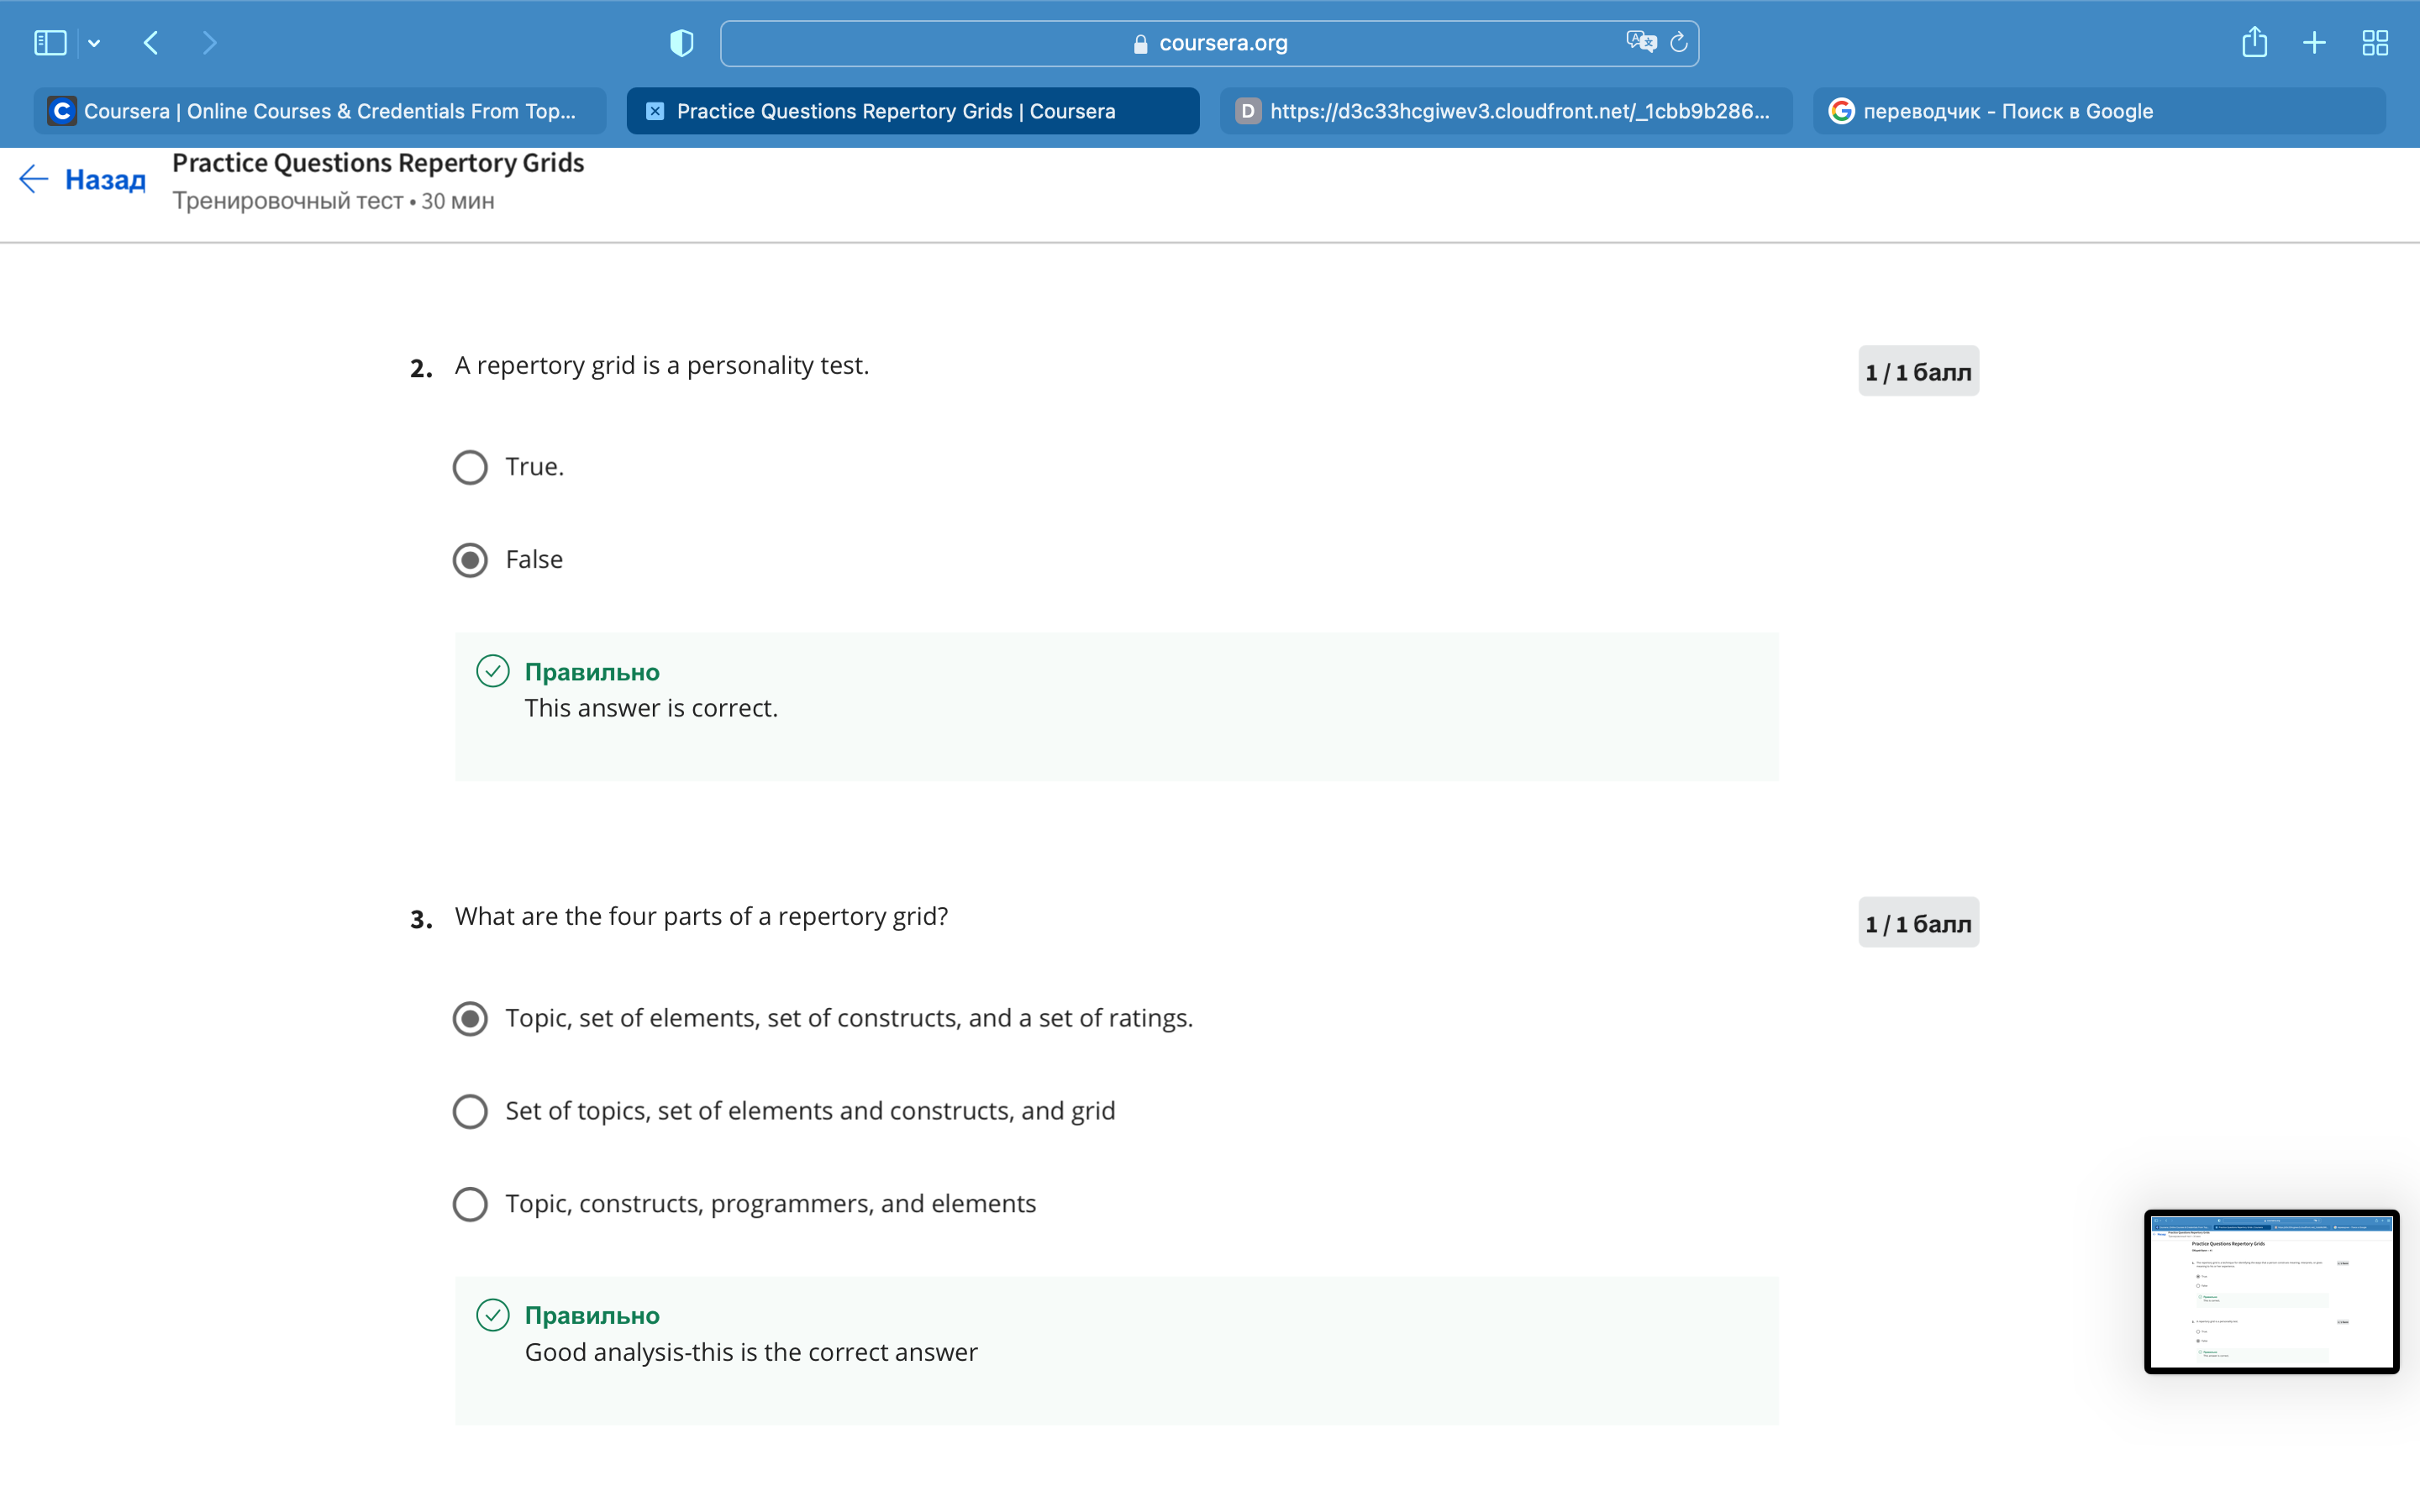 coursera.org
Coursera | Online Courses & Credentials From Top...
Practice Questions Repertory Grids | Coursera
D https://d3c33hcgiwev3.cloudfront.net/_1cbb9b286...
переводчик - Поиск в Google
Назад
Practice Questions Repertory Grids
Тренировочный тест • 30 мин
2. A repertory grid is a personality test.
1 / 1 балл
True.
False
Правильно
This answer is correct.
3. What are the four parts of a repertory grid?
1 / 1 балл
Topic, set of elements, set of constructs, and a set of ratings.
Set of topics, set of elements and constructs, and grid
Topic, constructs, programmers, and elements
Правильно
Good analysis-this is the correct answer
Practice Questions Repertory Grids